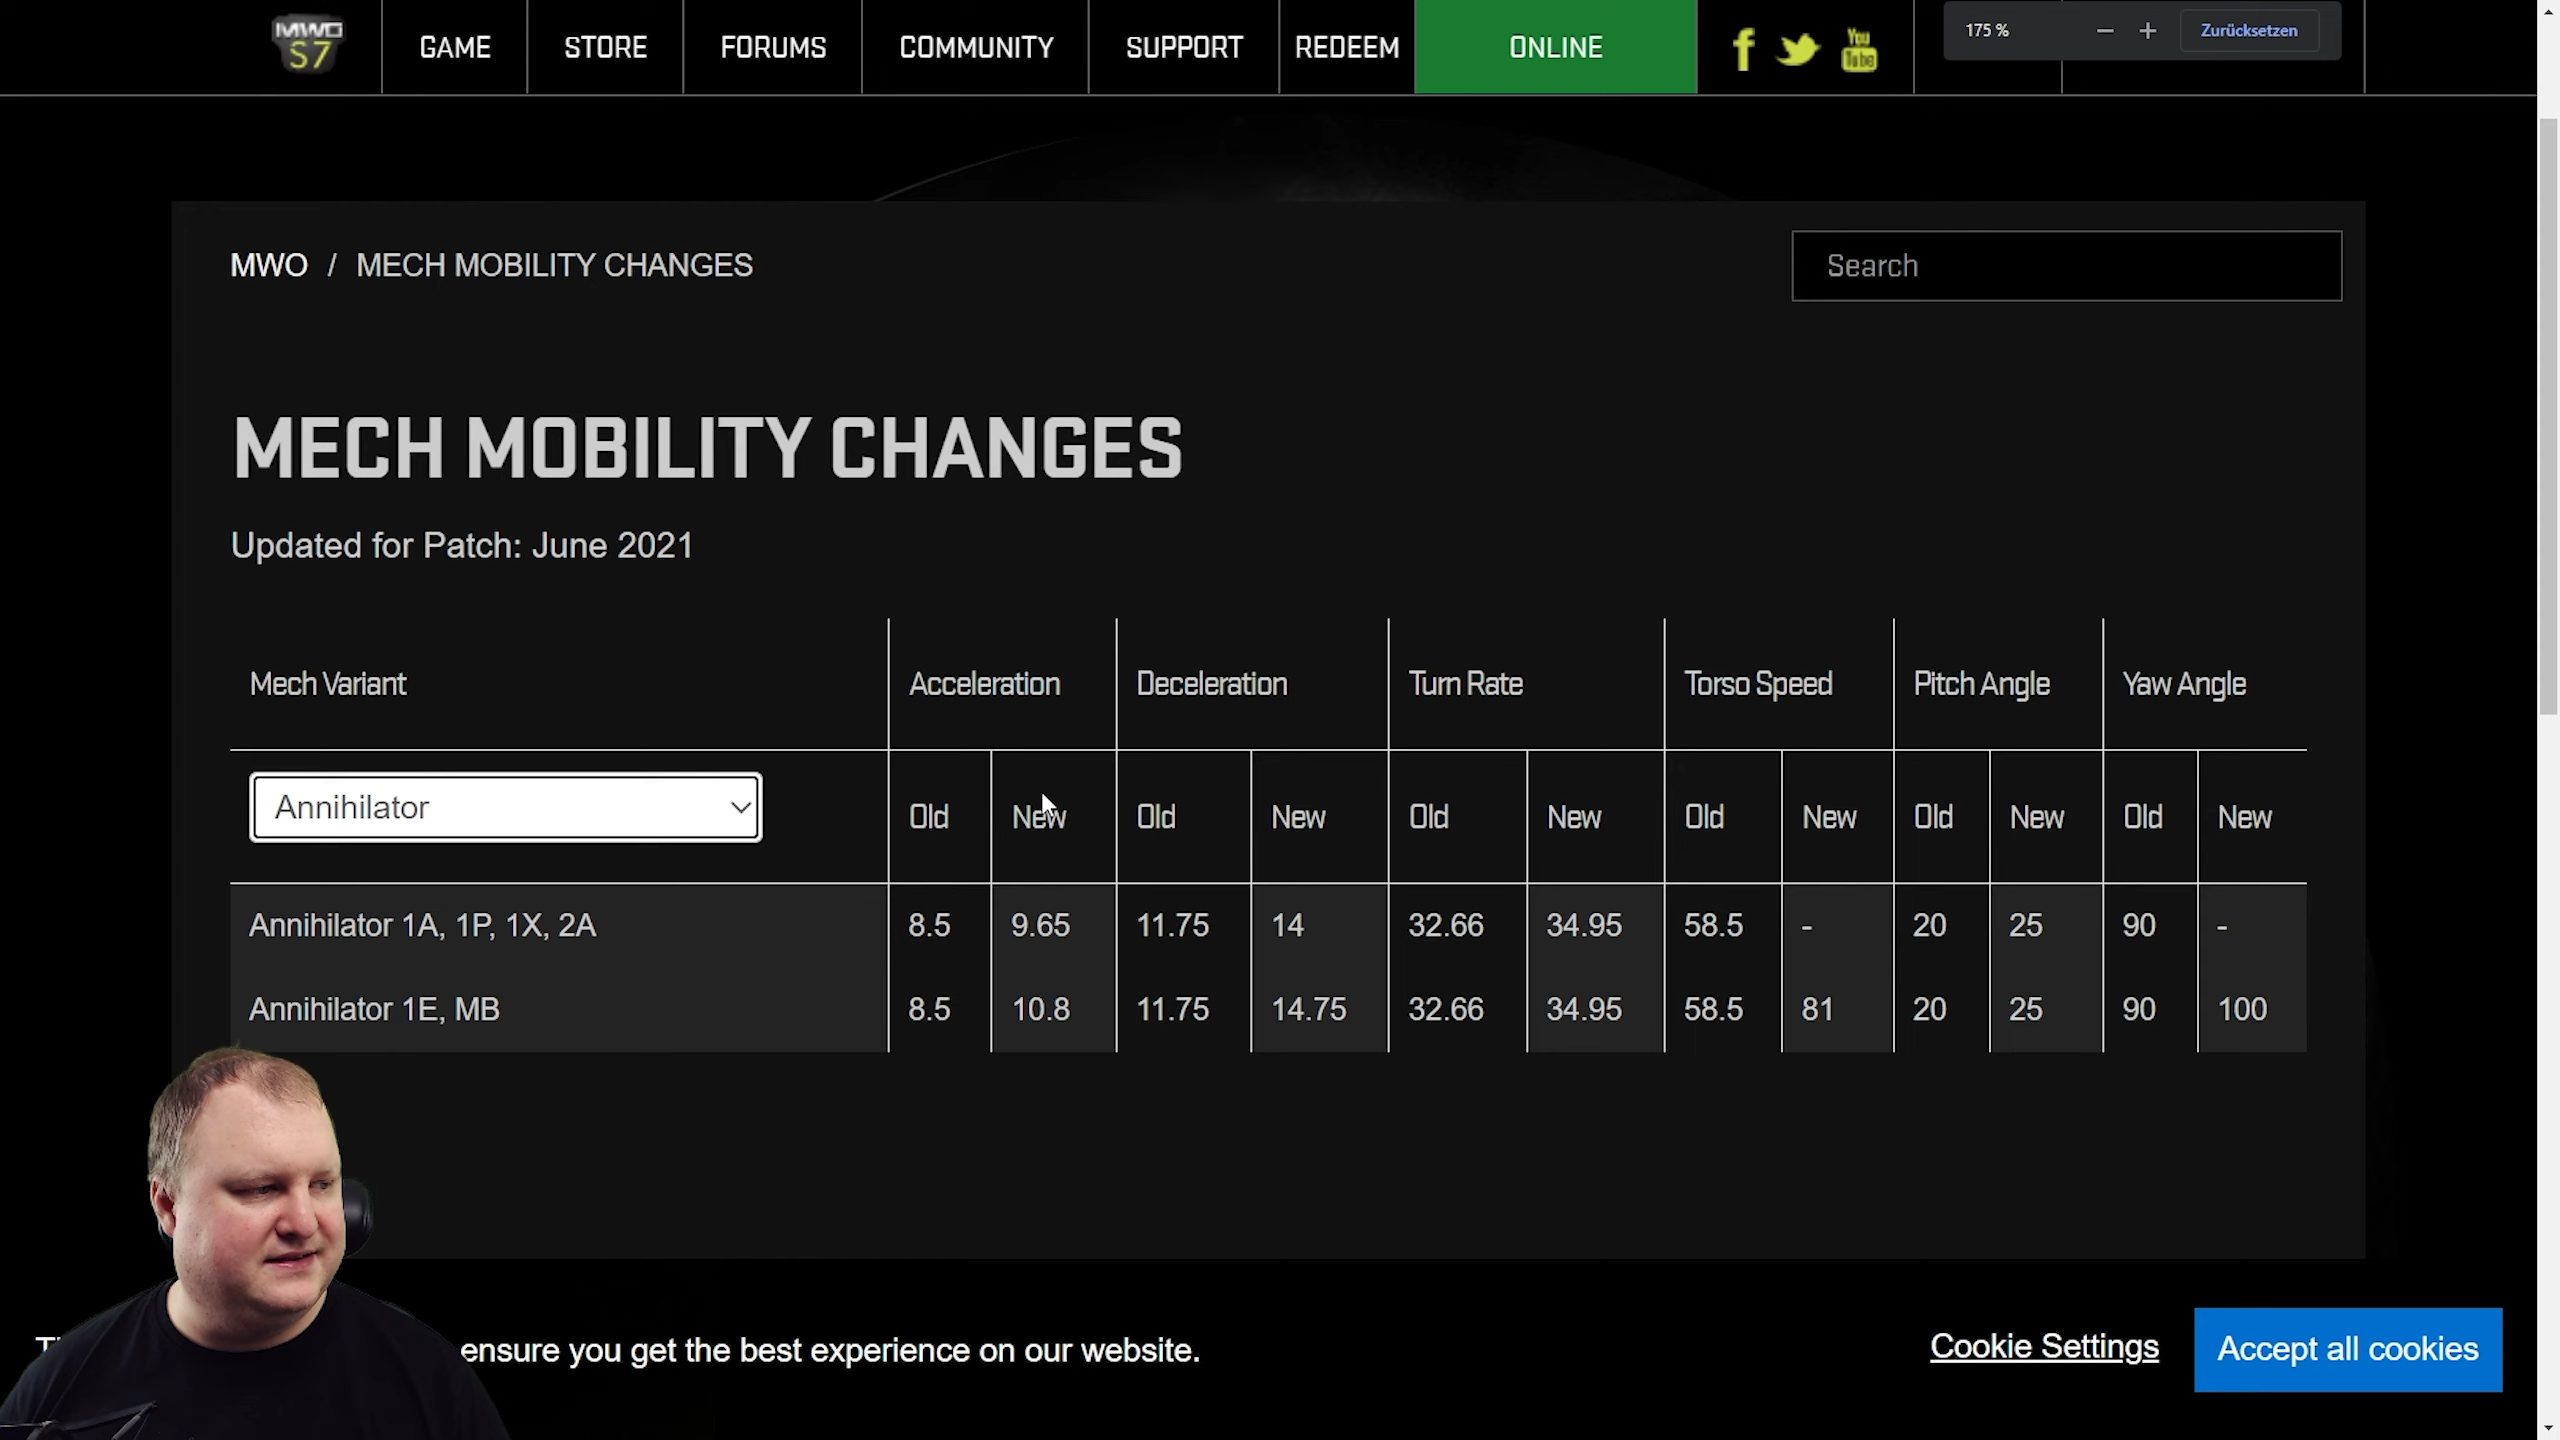 MWO
S7
GAME
STORE
FORUMS
COMMUNITY
SUPPORT
REDEEM
ONLINE
You
Tube
175 %
Zurücksetzen
MWO / MECH MOBILITY CHANGES
Search
MECH MOBILITY CHANGES
Updated for Patch: June 2021
Mech Variant Acceleration Deceleration Turn Rate Torso Speed Pitch Angle Yaw Angle
Annihilator Old New Old New Old New Old New Old New Old New
Annihilator 1A, 1P, 1X, 2A 8.5 9.65 11.75 14 32.66 34.95 58.5 - 20 25 90 -
Annihilator 1E, MB 8.5 10.8 11.75 14.75 32.66 34.95 58.5 81 20 25 90 100
ensure you get the best experience on our website.
Cookie Settings
Accept all cookies